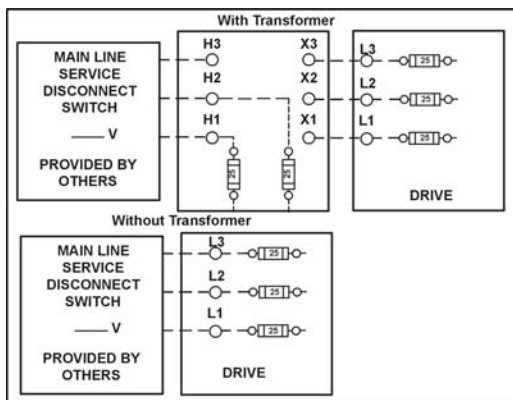 With Transformer
MAIN LINE
SERVICE
DISCONNECT
SWITCH
V
PROVIDED BY
OTHERS
H3
H2
H1
25
25
X3
X2
X1
L3
25
L2
25
L1
25
DRIVE
Without Transformer
MAIN LINE
SERVICE
DISCONNECT
SWITCH
V
PROVIDED BY
OTHERS
L3
25
L2
25
L1
25
DRIVE